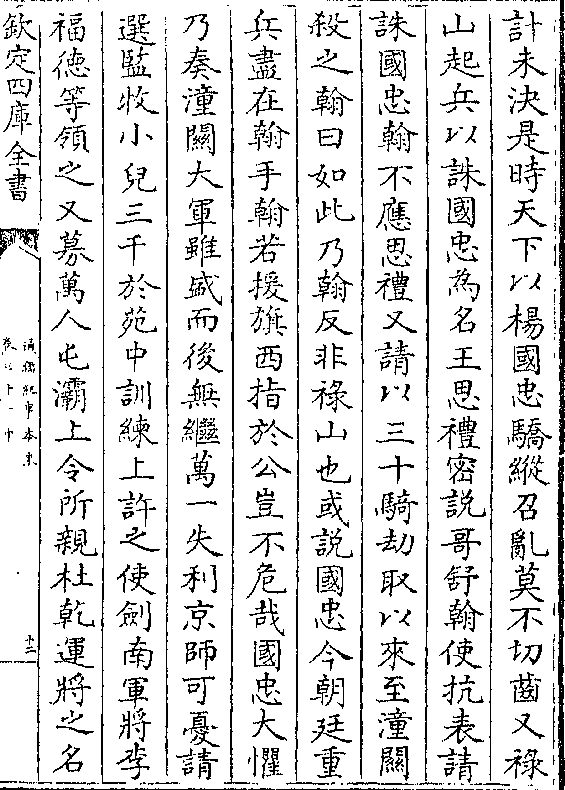 計未決是時天下以楊國忠驕縱召亂莫不切齒又祿
山起兵以誅國忠為名王思禮密説哥舒翰使抗表請
誅國忠翰不應思禮又請以三十騎劫取以來至潼關
殺之翰曰如此乃翰反非祿山也或説國忠今朝廷重
兵盡在翰手翰若援旗西指於公豈不危哉國忠大懼
乃奏潼關大軍雖盛而後無繼萬一失利京師可憂請
選監牧小兒三千於苑中訓練上許之使劍南軍將李
福德等領之又募萬人屯灞上令所親杜乾運將之名
欽定四庫全書
通鑑紀事本末
十二